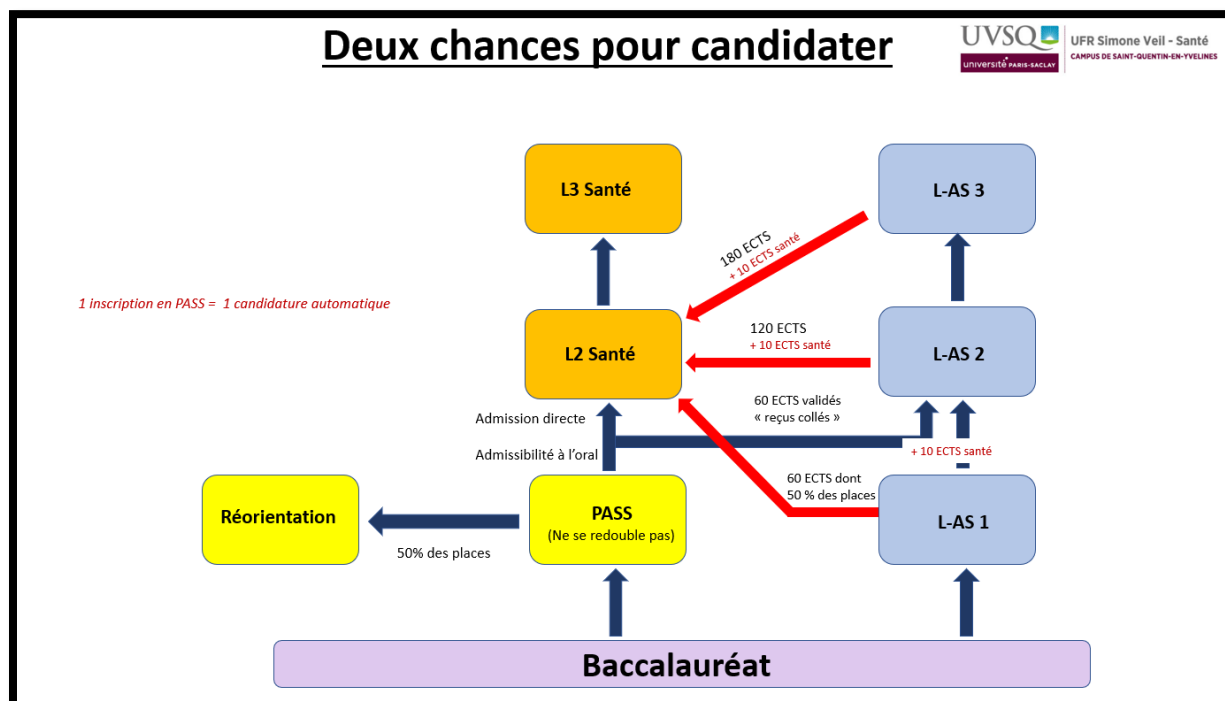 Deux chances pour candidater
UVSQ
université PARIS-SACLAY
UFR Simone Veil - Santé
CAMPUS DE SAINT-QUENTIN-EN-YVELINES
L3 Santé
L-AS 3
180 ECTS
+ 10 ECTS santé
1 inscription en PASS = 1 candidature automatique
L2 Santé
120 ECTS
+ 10 ECTS santé
L-AS 2
Admission directe
60 ECTS validés
« reçus collés »
Admissibilité à l'oral
+ 10 ECTS santé
60 ECTS dont
50 % des places
Réorientation
PASS
(Ne se redouble pas)
L-AS 1
50% des places
Baccalauréat